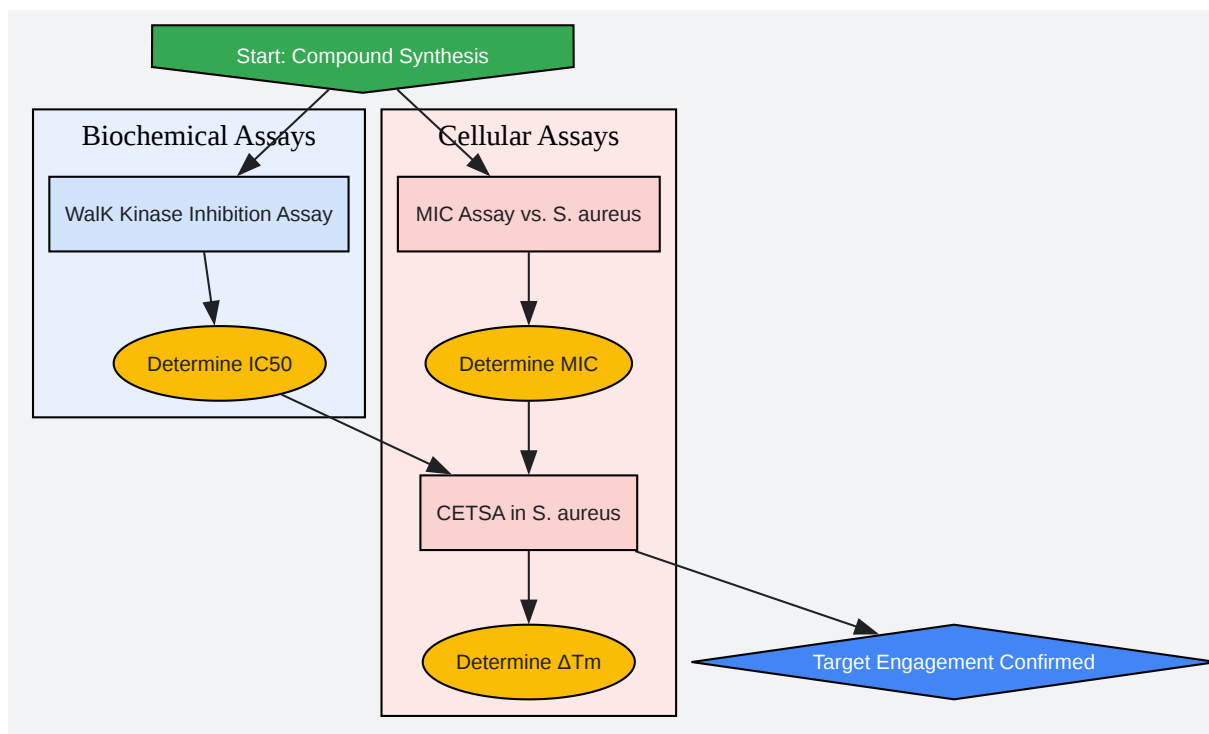 Start: Compound Synthesis
Biochemical Assays
Cellular Assays
WalK Kinase Inhibition Assay
MIC Assay vs. S. aureus
Determine IC50
Determine MIC
CETSA in S. aureus
Determine ΔTm
Target Engagement Confirmed